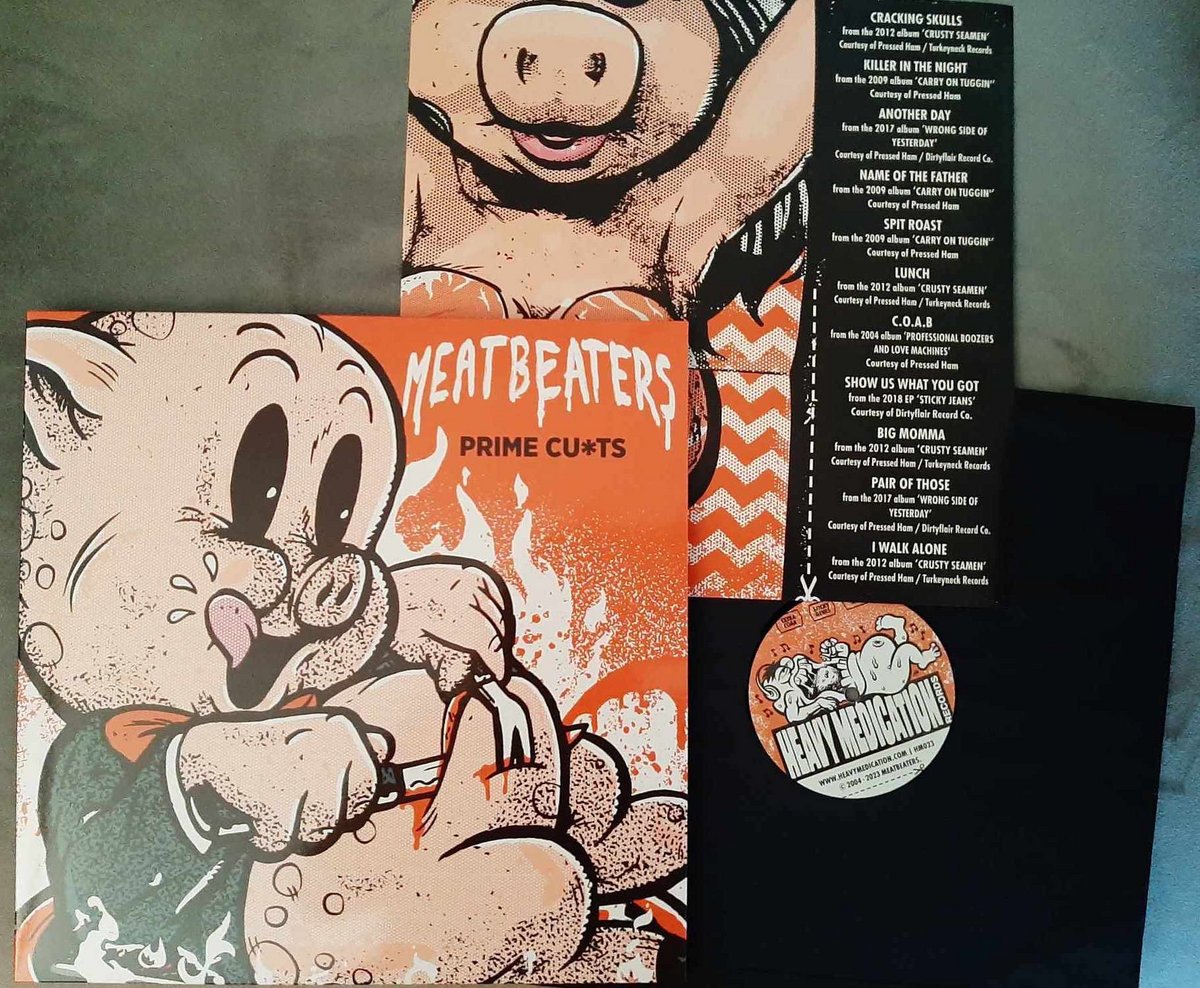 MEATBEATERS
PRIME CU*TS
CRACKING SKULLS
from the 2012 album 'CRUSTY SEAMEN'
Courtesy of Pressed Ham / Turkeyneck Records
KILLER IN THE NIGHT
from the 2009 album 'CARRY ON TUGGIN''
Courtesy of Pressed Ham
ANOTHER DAY
from the 2017 album 'WRONG SIDE OF
YESTERDAY'
Courtesy of Pressed Ham / Dirtyflair Record Co.
NAME OF THE FATHER
from the 2009 album 'CARRY ON TUGGIN''
Courtesy of Pressed Ham
SPIT ROAST
from the 2009 album 'CARRY ON TUGGIN''
Courtesy of Pressed Ham
LUNCH
from the 2012 album 'CRUSTY SEAMEN'
Courtesy of Pressed Ham / Turkeyneck Records
C.O.A.B
from the 2004 album 'PROFESSIONAL BOOZERS
AND LOVE MACHINES'
Courtesy of Pressed Ham
SHOW US WHAT YOU GOT
from the 2018 EP 'STICKY JEANS'
Courtesy of Dirtyflair Record Co.
BIG MOMMA
from the 2012 album 'CRUSTY SEAMEN'
Courtesy of Pressed Ham / Turkeyneck Records
PAIR OF THOSE
from the 2017 album 'WRONG SIDE OF
YESTERDAY'
Courtesy of Pressed Ham / Dirtyflair Record Co.
I WALK ALONE
from the 2012 album 'CRUSTY SEAMEN'
Courtesy of Pressed Ham / Turkeyneck Records
HEAVY MEDICATION!
RECORDS
WWW.HEAVYMEDICATION.COM | HM023
© 2004 - 2023 MEATBEATERS.